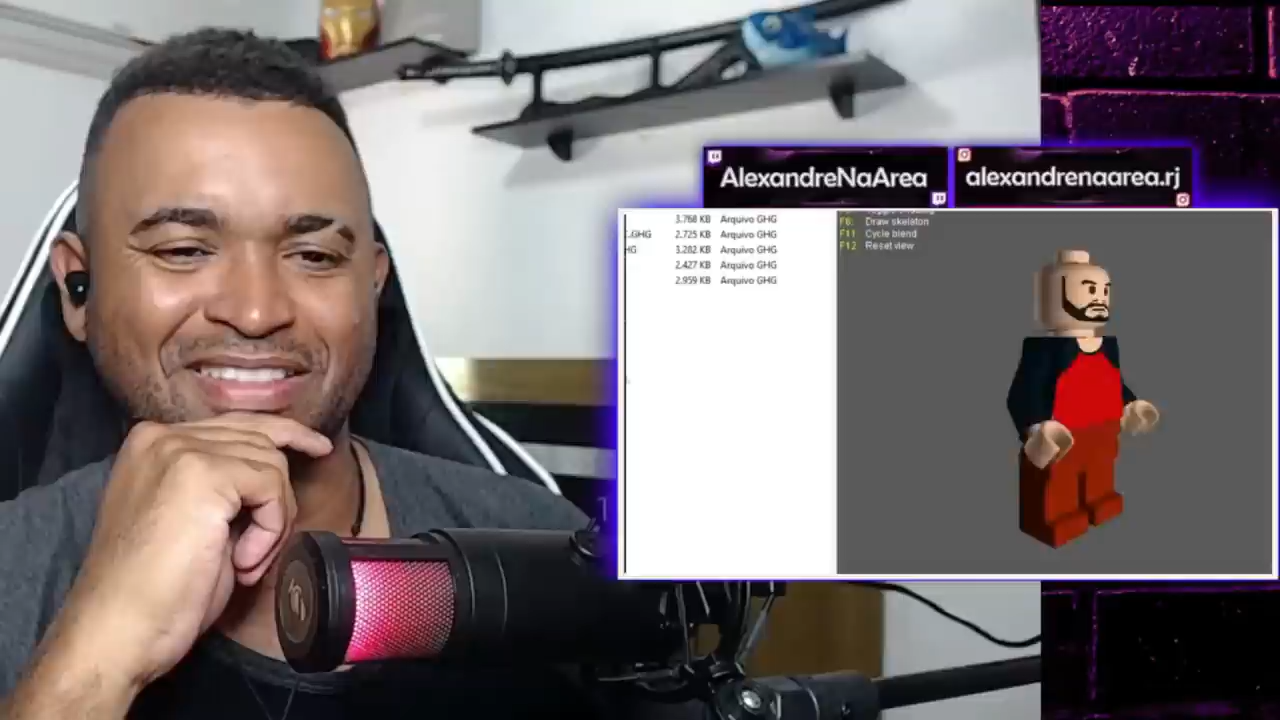 AlexandreNaArea
alexandrenaarea.rj
3.768 KB Arquivo GHG
.GHG 2.725 KB Arquivo GHG
HG 3.282 KB Arquivo GHG
2.427 KB Arquivo GHG
2.959 KB Arquivo GHG
F6: Draw skelaton
F11 Cycle blend
F12 Reset view